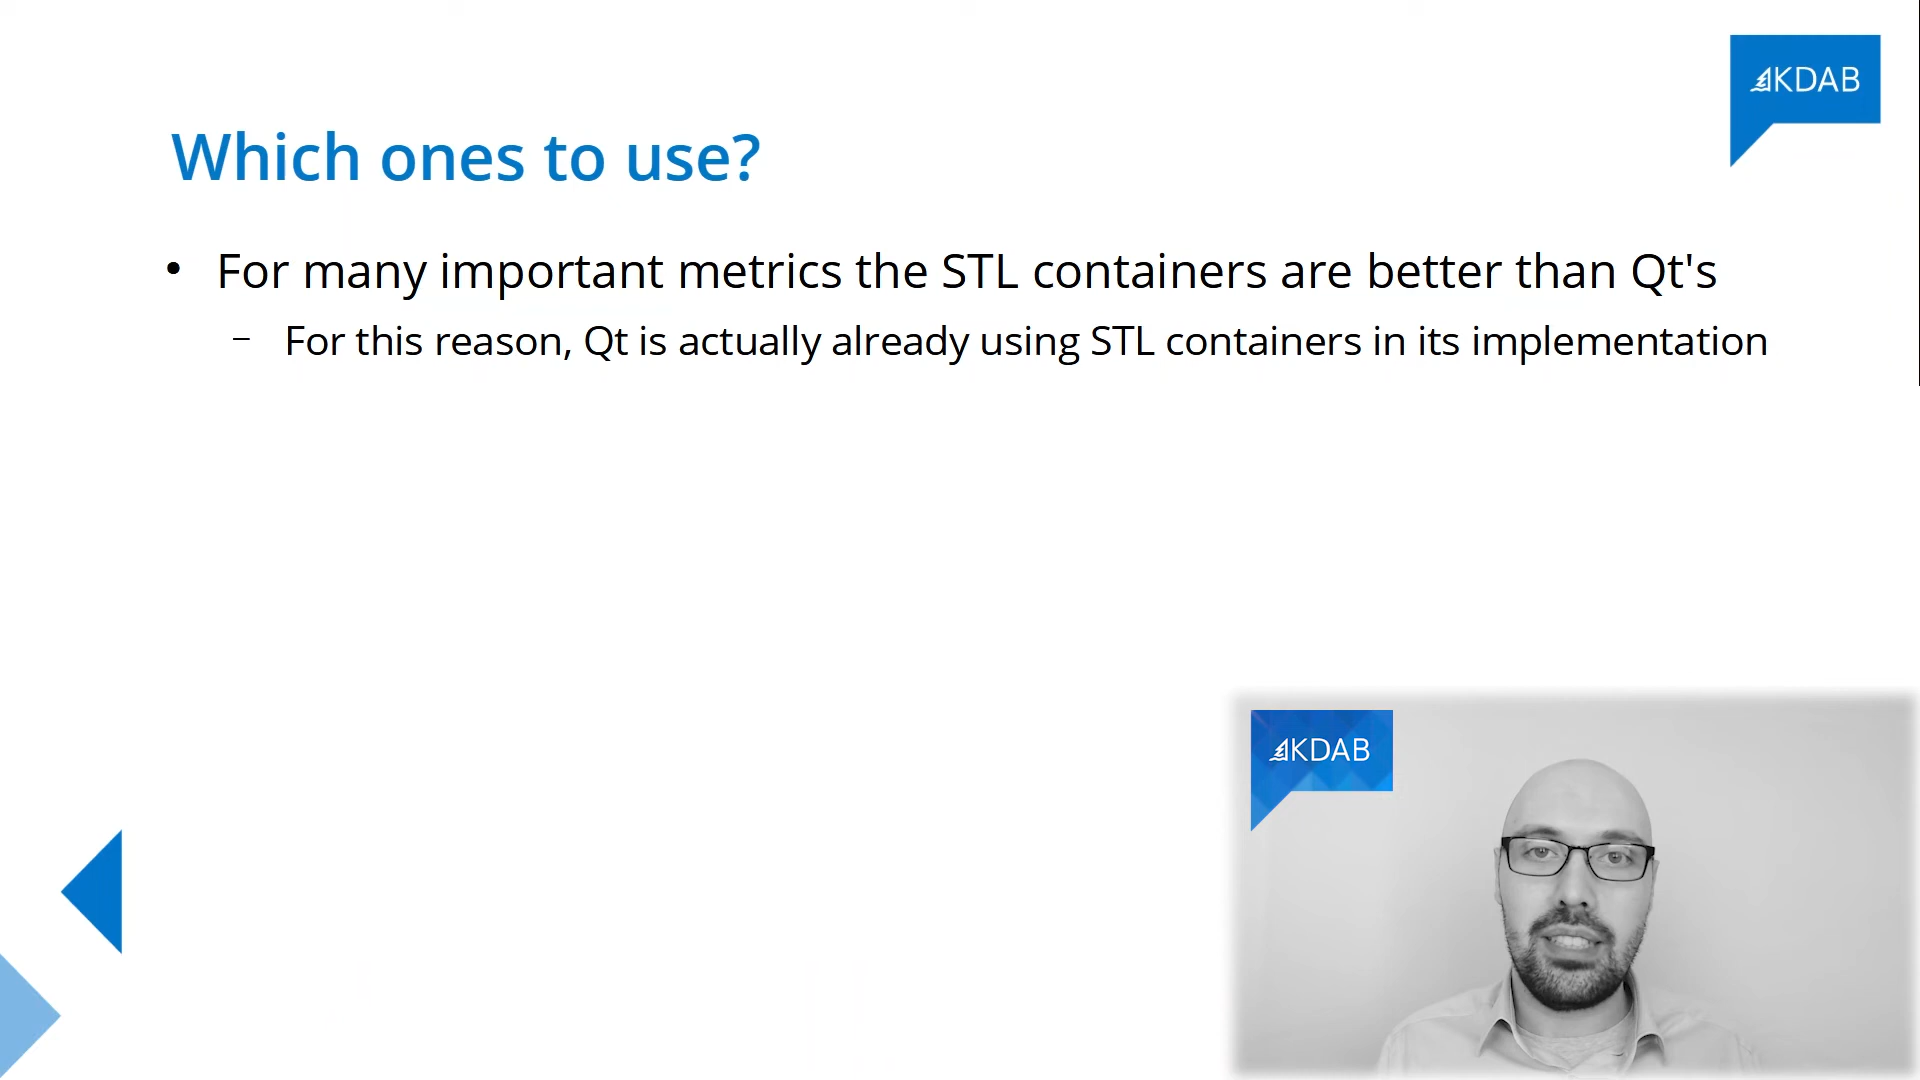 KDAB
Which ones to use?
• For many important metrics the STL containers are better than Qt's
– For this reason, Qt is actually already using STL containers in its implementation
KDAB